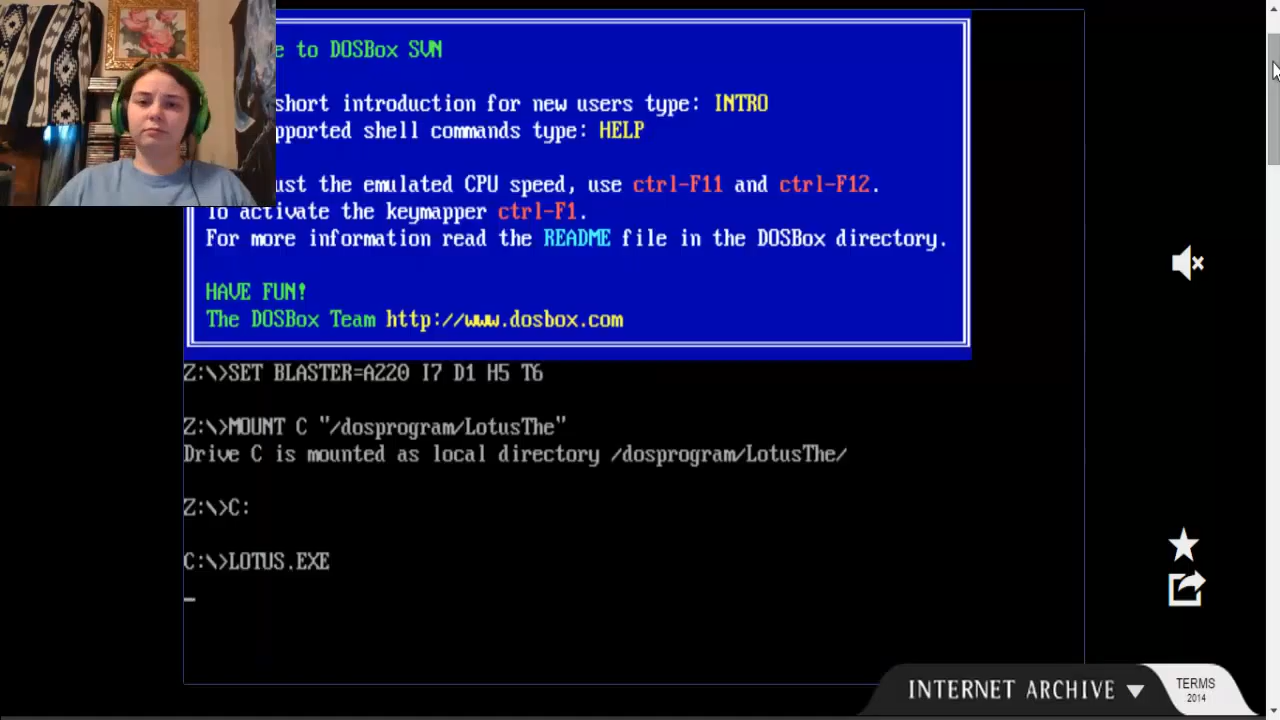 e to DOSBox SVN
short introduction for new users type: INTRO
pported shell commands type: HELP
ust the emulated CPU speed, use ctrl-F11 and ctrl-F12.
To activate the keymapper ctrl-F1.
For more information read the README file in the DOSBox directory.
HAVE FUN!
The DOSBox Team http://www.dosbox.com
Z:\>SET BLASTER=A220 I7 D1 H5 T6
Z:\>MOUNT C "/dosprogram/LotusThe"
Drive C is mounted as local directory /dosprogram/LotusThe/
Z:\>C:
C:\>LOTUS.EXE
INTERNET ARCHIVE
TERMS
2014